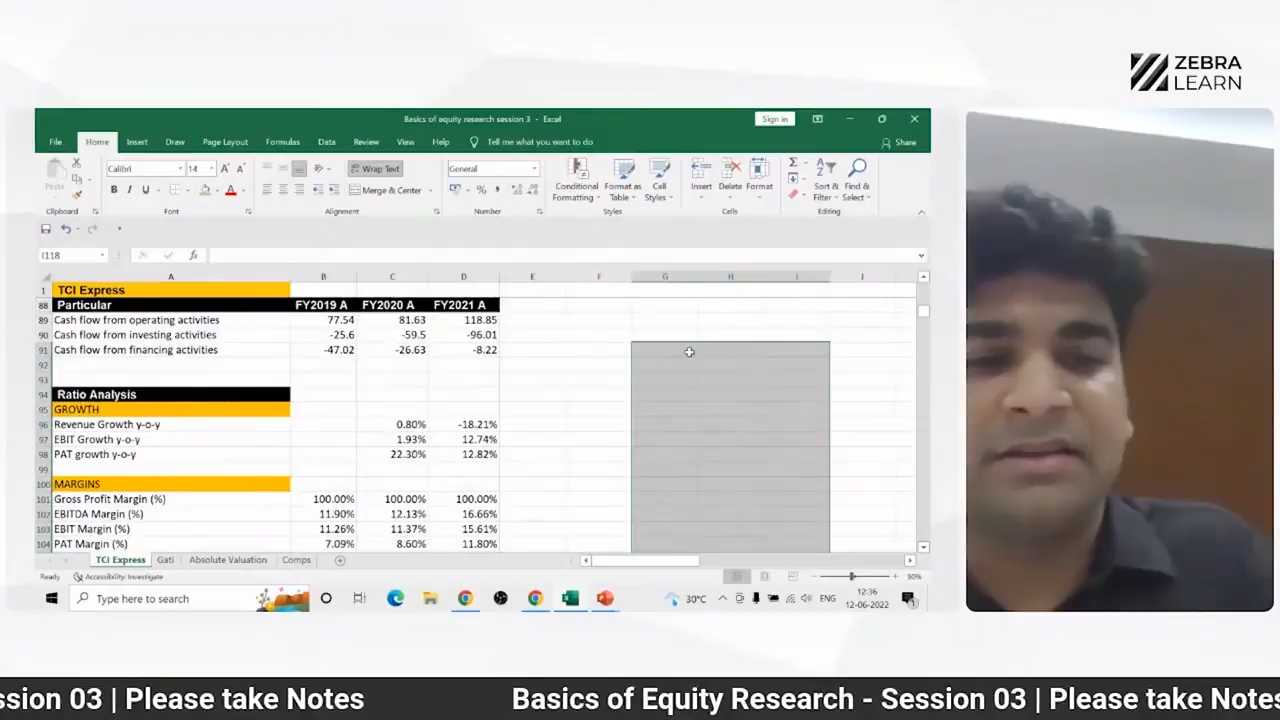 ZEBRA
LEARN
Basics of equity research session 3 - Excel
Sign in
File Home Insert Draw Page Layout Formulas Data Review View Help Tell me what you want to do
Share
Paste
Calibri 14
Wrap Text
General
Merge & Center
Conditional Formatting
Format as Table
Cell Styles
Insert Delete Format
Sort & Filter
Find & Select
Clipboard Font Alignment Number Styles Cells Editing
I118
fx
A B C D E F G H I J
1 TCI Express
88 Particular FY2019 A FY2020 A FY2021 A
89 Cash flow from operating activities 77.54 81.63 118.85
90 Cash flow from investing activities -25.6 -59.5 -96.01
91 Cash flow from financing activities -47.02 -26.63 -8.22
92
93
94 Ratio Analysis
95 GROWTH
96 Revenue Growth y-o-y 0.80% -18.21%
97 EBIT Growth y-o-y 1.93% 12.74%
98 PAT growth y-o-y 22.30% 12.82%
99
100 MARGINS
101 Gross Profit Margin (%) 100.00% 100.00% 100.00%
102 EBITDA Margin (%) 11.90% 12.13% 16.66%
103 EBIT Margin (%) 11.26% 11.37% 15.61%
104 PAT Margin (%) 7.09% 8.60% 11.80%
TCI Express Gati Absolute Valuation Comps
Ready Accessibility: Investigate 90%
Type here to search
30°C
ENG
12:36
12-06-2022
ssion 03 | Please take Notes
Basics of Equity Research - Session 03 | Please take Notes